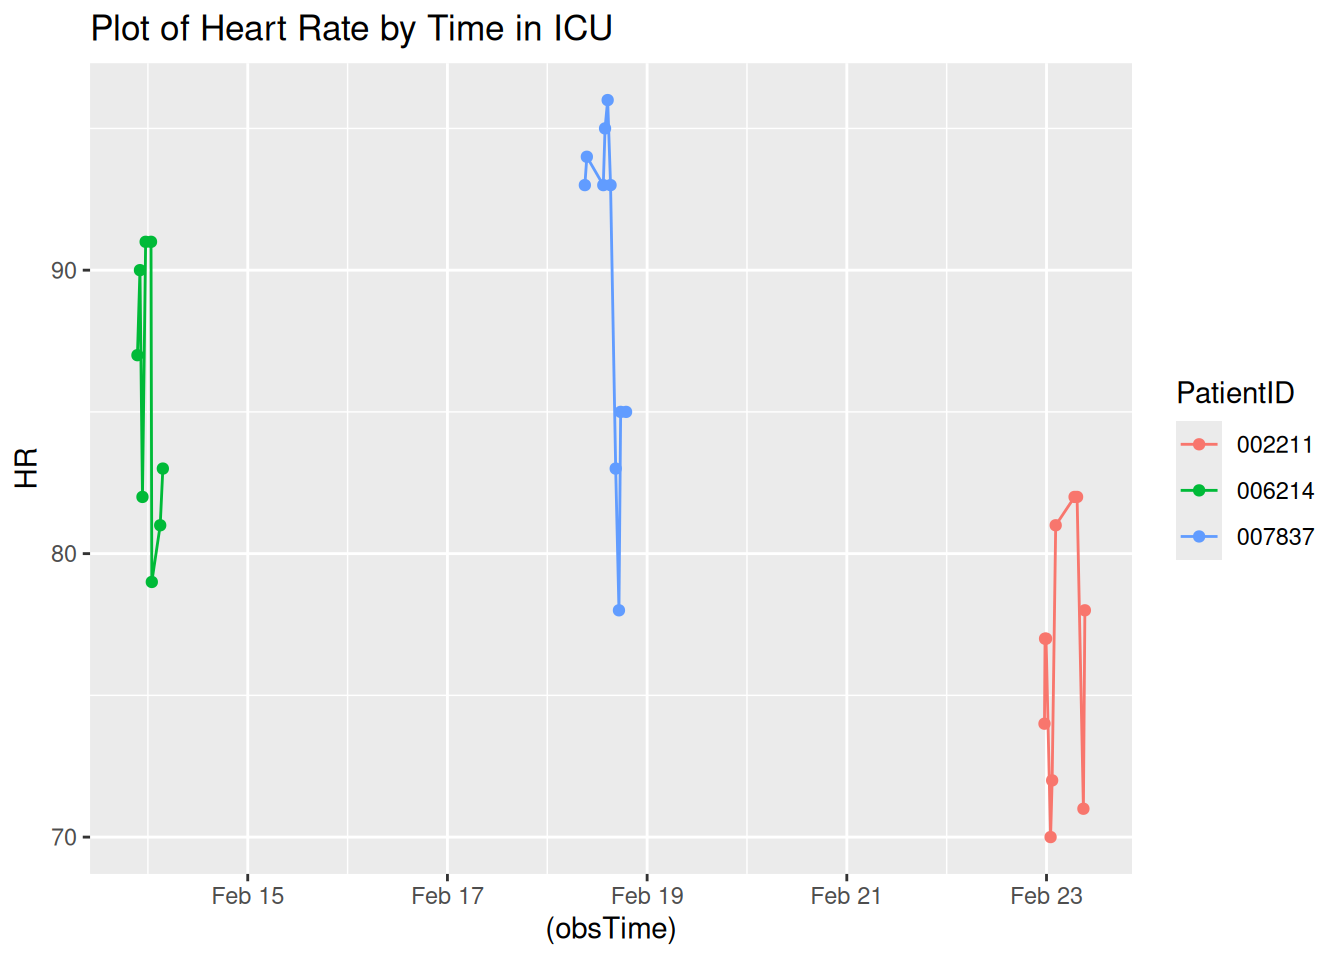 Plot of Heart Rate by Time in ICU
HR
90
80
70
Feb 15 Feb 17 Feb 19 Feb 21 Feb 23
(obsTime)
PatientID
002211
006214
007837